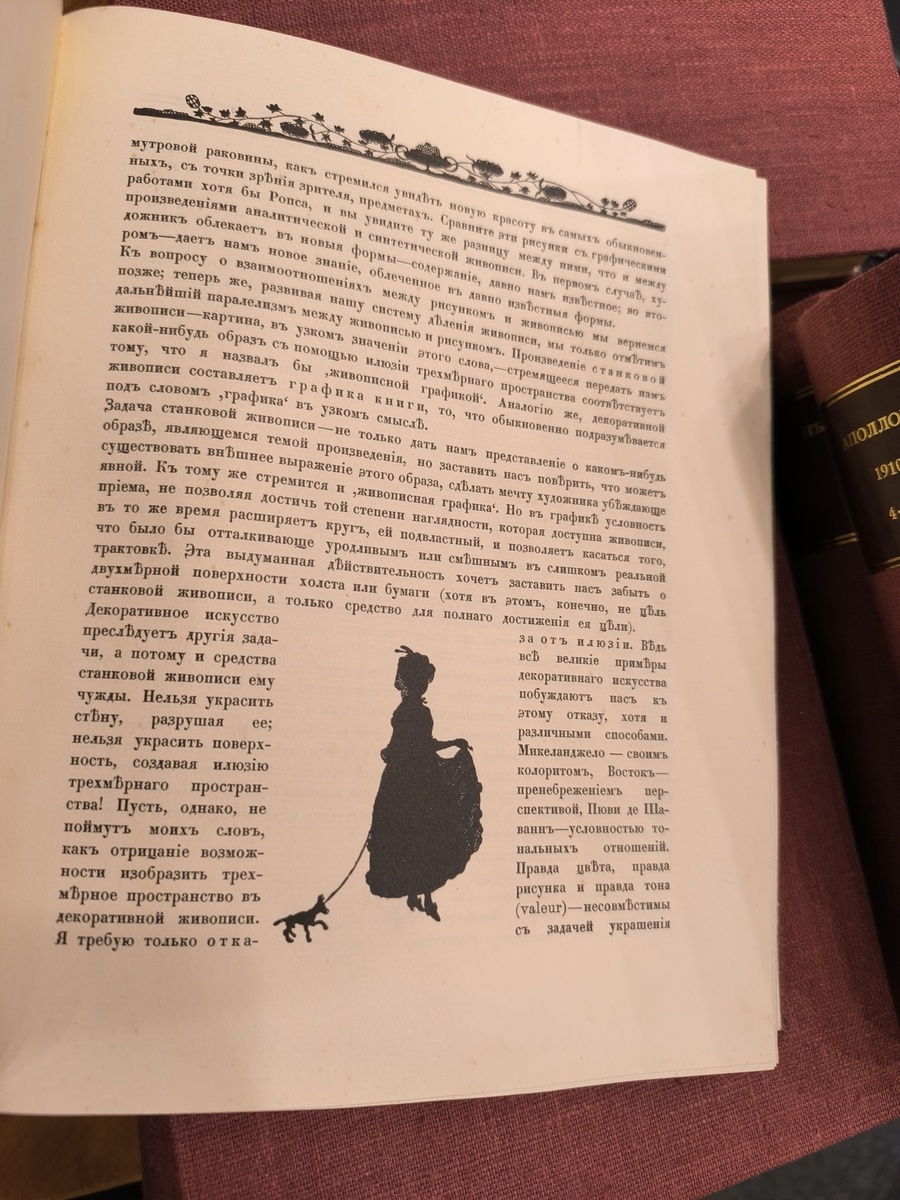 мутровой раковины, какъ стремился увидѣть новую красоту въ самыхъ обыкновен-
ныхъ, съ точки зрѣнія зрителя, предметахъ. Сравните эти рисунки съ графическими
работами хотя бы Ропса, и вы увидите ту же разницу между ними, что и между
произведеніями аналитической и синтетической живописи. Въ первомъ случаѣ, ху-
дожникъ облекаетъ въ новыя формы—содержаніе, давно намъ извѣстное; во вто-
ромъ—даетъ намъ новое знаніе, облеченное въ давно извѣстныя формы.
Къ вопросу о взаимоотношеніяхъ между рисункомъ и живописью мы вернемся
позже; теперь же, развивая нашу систему дѣленія живописи, мы только отмѣтимъ
дальнѣйшій паралелизмъ между живописью и рисункомъ. Произведеніе станковой
живописи—картина, въ узкомъ значеніи этого слова,—стремящееся передать намъ
какой-нибудь образъ съ помощью илюзіи трехмѣрнаго пространства соотвѣтствуетъ
тому, что я назвалъ бы ‚живописной графикой‘. Аналогію же, декоративной
живописи составляетъ графика книги, то, что обыкновенно подразумѣвается
подъ словомъ ‚графика‘ въ узкомъ смыслѣ.
Задача станковой живописи—не только дать намъ представленіе о какомъ-нибудь
образѣ, являющемся темой произведенія, но заставить насъ повѣрить, что можетъ
существовать внѣшнее выраженіе этого образа, сдѣлать мечту художника убѣждающе
явной. Къ тому же стремится и ‚живописная графика‘. Но въ графикѣ условность
пріема, не позволяя достичь той степени наглядности, которая доступна живописи,
въ то же время расширяетъ кругъ, ей подвластный, и позволяетъ касаться того,
что было бы отталкивающе уродливымъ или смѣшнымъ въ слишкомъ реальной
трактовкѣ. Эта выдуманная дѣйствительность хочетъ заставить насъ забыть о
двухмѣрной поверхности холста или бумаги (хотя въ этомъ, конечно, не цѣль
станковой живописи, а только средство для полнаго достиженія ея цѣли).
Декоративное искусство
преслѣдуетъ другія зада-
чи, а потому и средства
станковой живописи ему
чужды. Нельзя украсить
стѣну, разрушая ее;
нельзя украсить поверх-
ность, создавая илюзію
трехмѣрнаго простран-
ства! Пусть, однако, не
поймутъ моихъ словъ,
какъ отрицаніе возмож-
ности изобразить трех-
мѣрное пространство въ
декоративной живописи.
Я требую только отка-
за отъ илюзіи. Вѣдь
всѣ великіе примѣры
декоративнаго искусства
побуждаютъ насъ къ
этому отказу, хотя и
различными способами.
Микеланджело — своимъ
колоритомъ, Востокъ—
пренебреженіемъ пер-
спективой, Пюви де Ша-
ваннъ—условностью то-
нальныхъ отношеній.
Правда цвѣта, правда
рисунка и правда тона
(valeur)—несовмѣстимы
съ задачей украшенія
АПОЛЛО
1910
4-